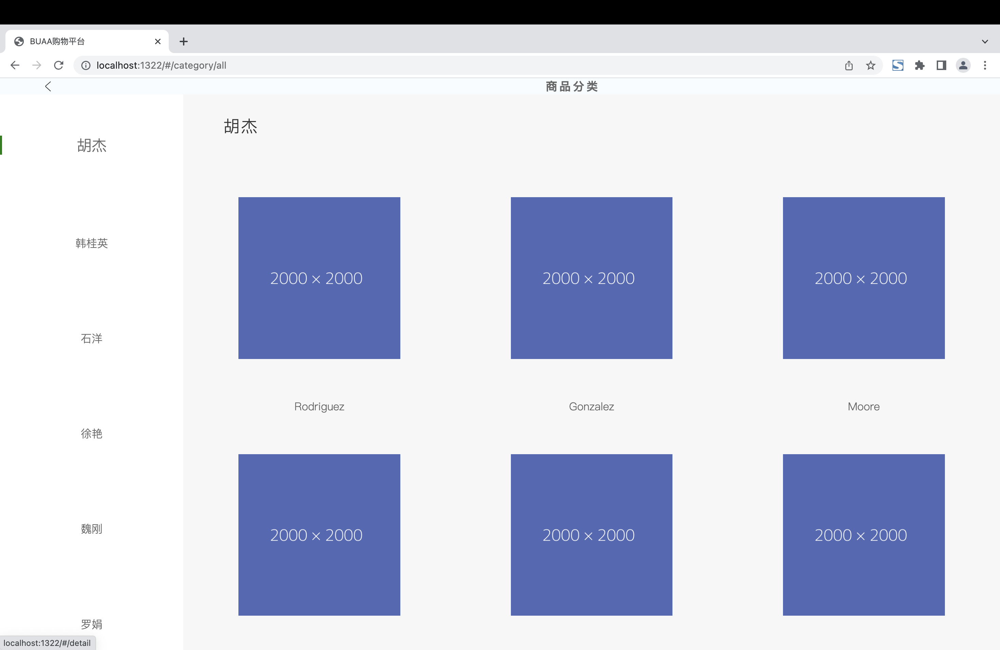 BUAA购物平台
localhost:1322/#/category/all
商品分类
胡杰
韩桂英
石洋
徐艳
魏刚
罗娟
胡杰
2000 × 2000
2000 × 2000
2000 × 2000
Rodriguez
Gonzalez
Moore
2000 × 2000
2000 × 2000
2000 × 2000
localhost:1322/#/detail